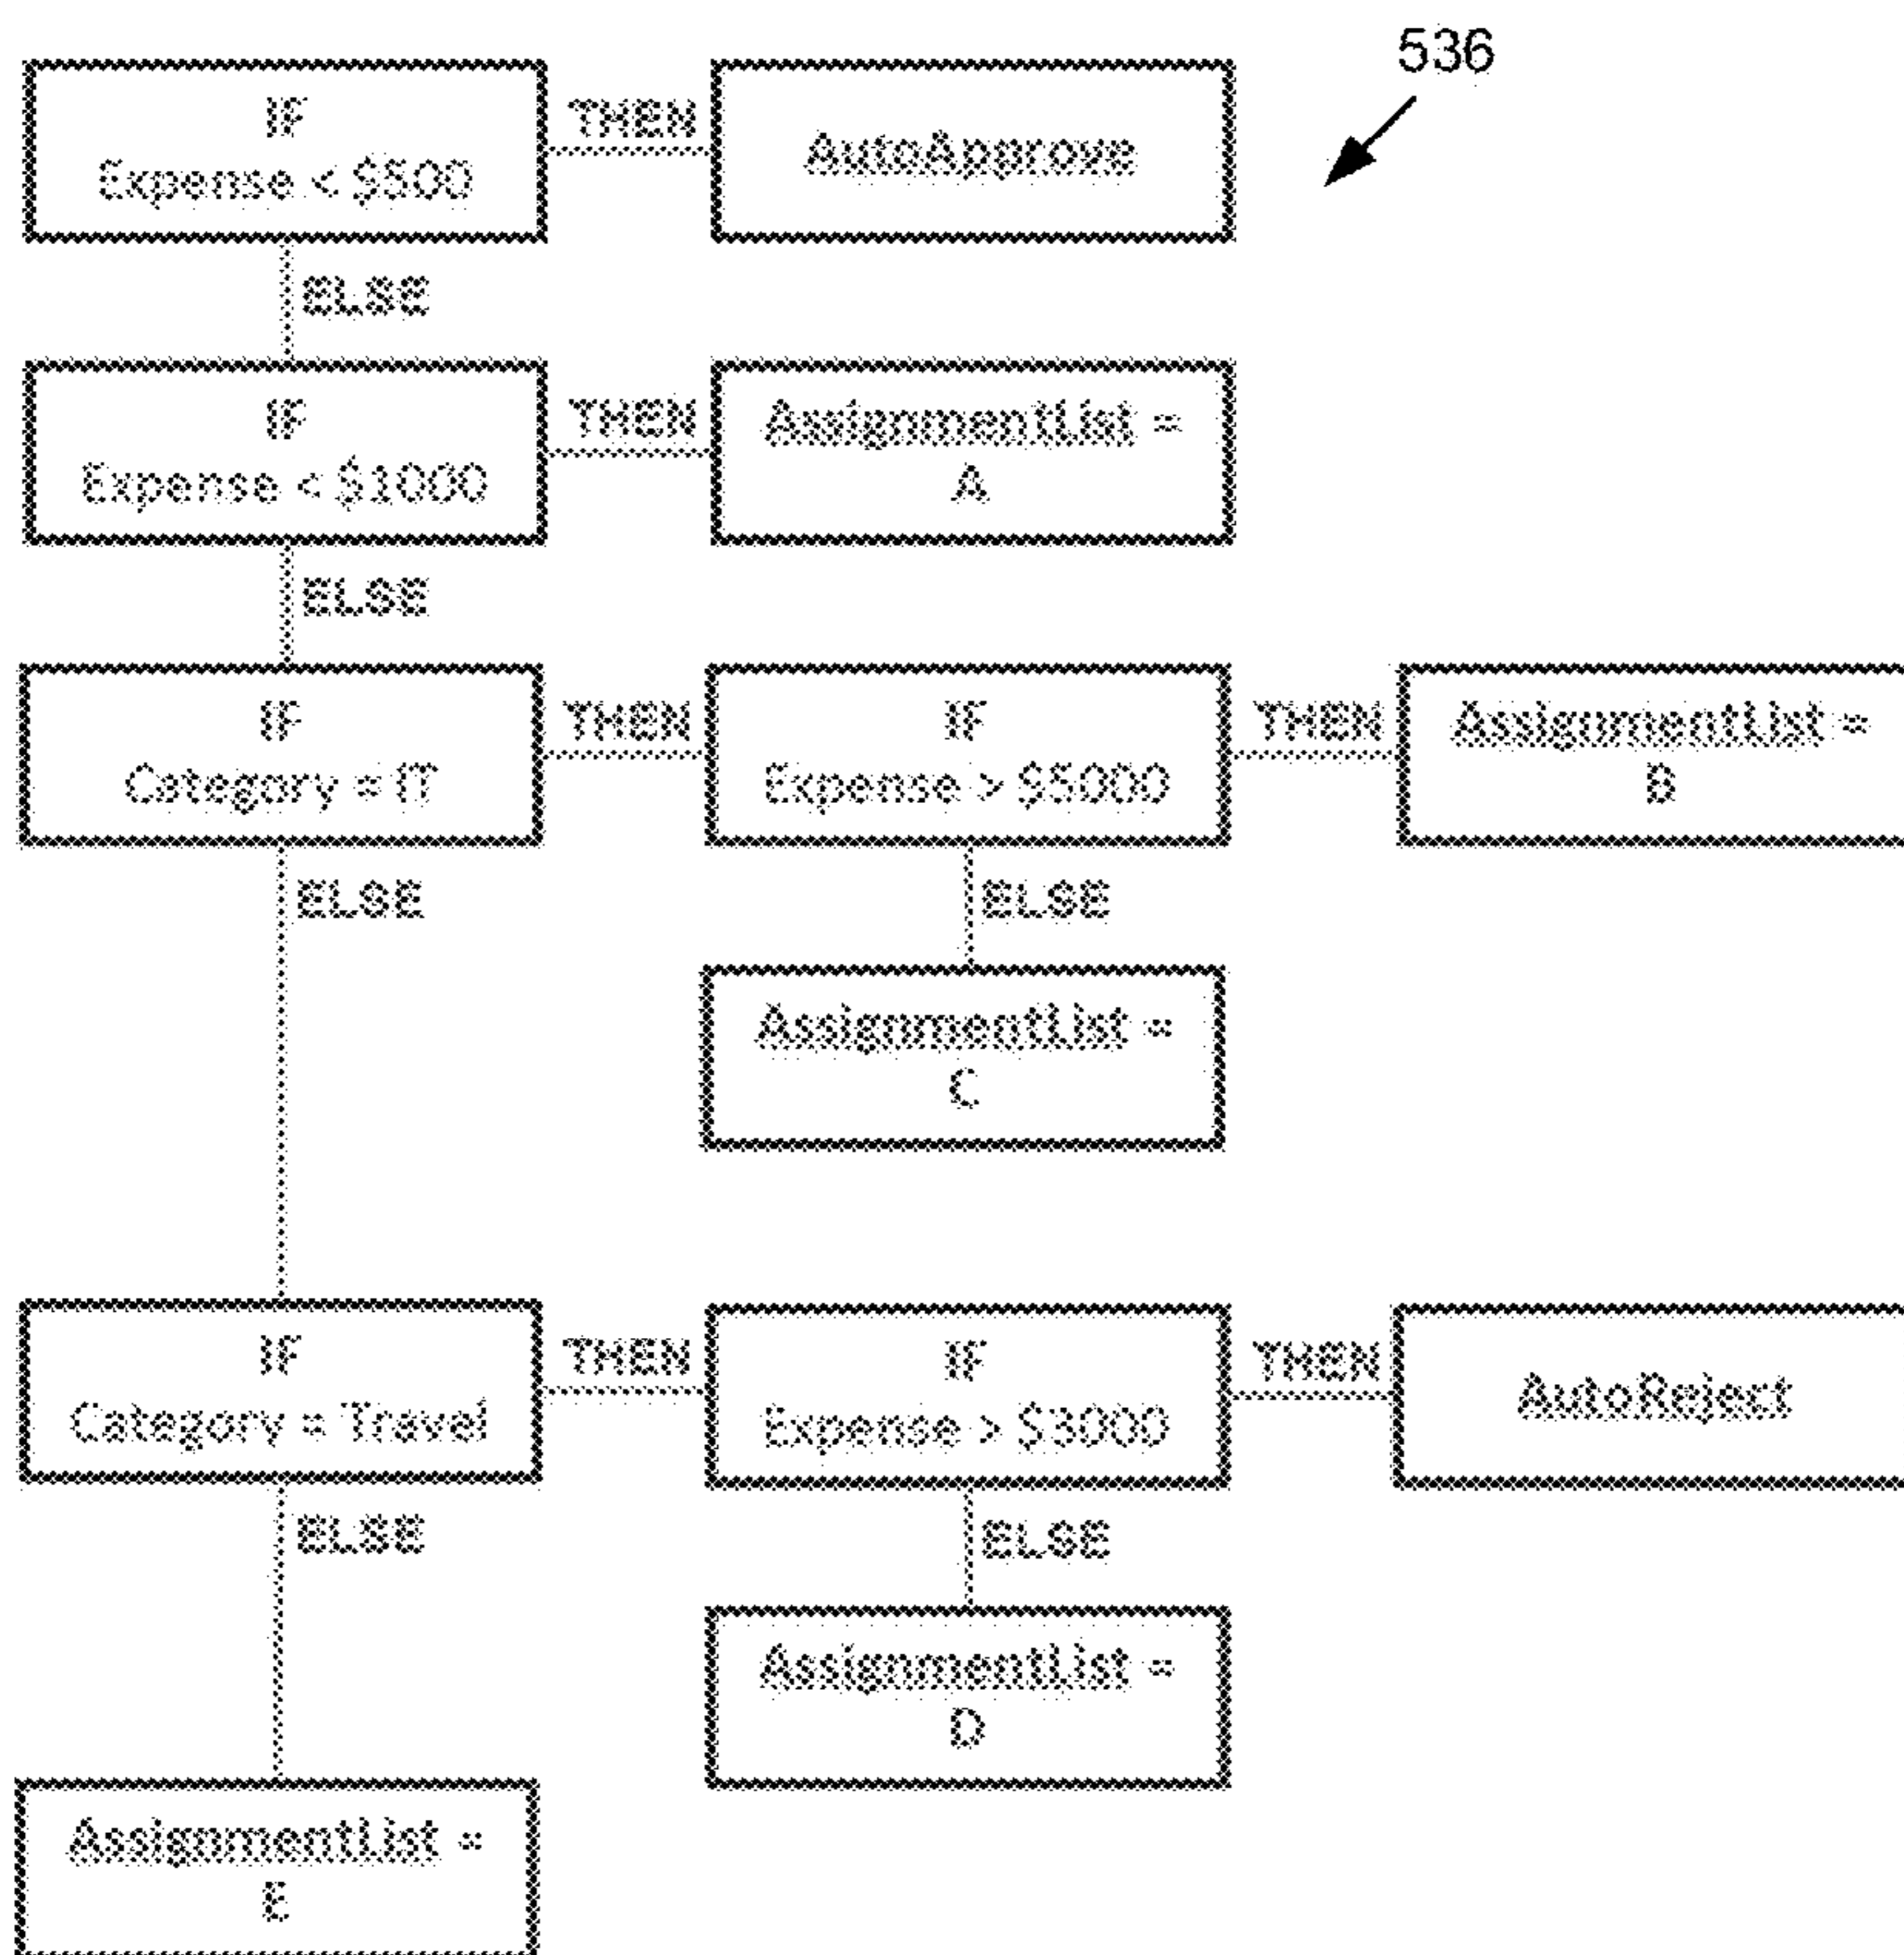 536
IF
Expense < $500
THEN
AutoApprove
ELSE
IF
Expense < $1000
THEN
AssignmentList =
A
ELSE
IF
Category = IT
THEN
IF
Expense > $5000
THEN
AssignmentList =
B
ELSE
ELSE
AssignmentList =
C
IF
Category = Travel
THEN
IF
Expense > $3000
THEN
AutoReject
ELSE
ELSE
AssignmentList =
D
AssignmentList =
E